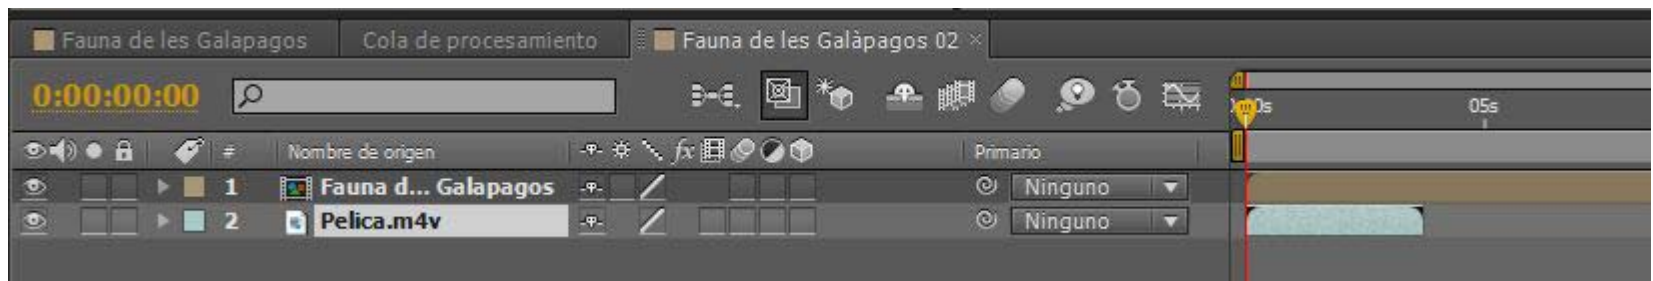 Fauna de les Galapagos Cola de procesamiento Fauna de les Galàpagos 02 ×
0:00:00:00
05s
# Nombre de origen fx Primario
1 Fauna d... Galapagos Ninguno
2 Pelica.m4v Ninguno